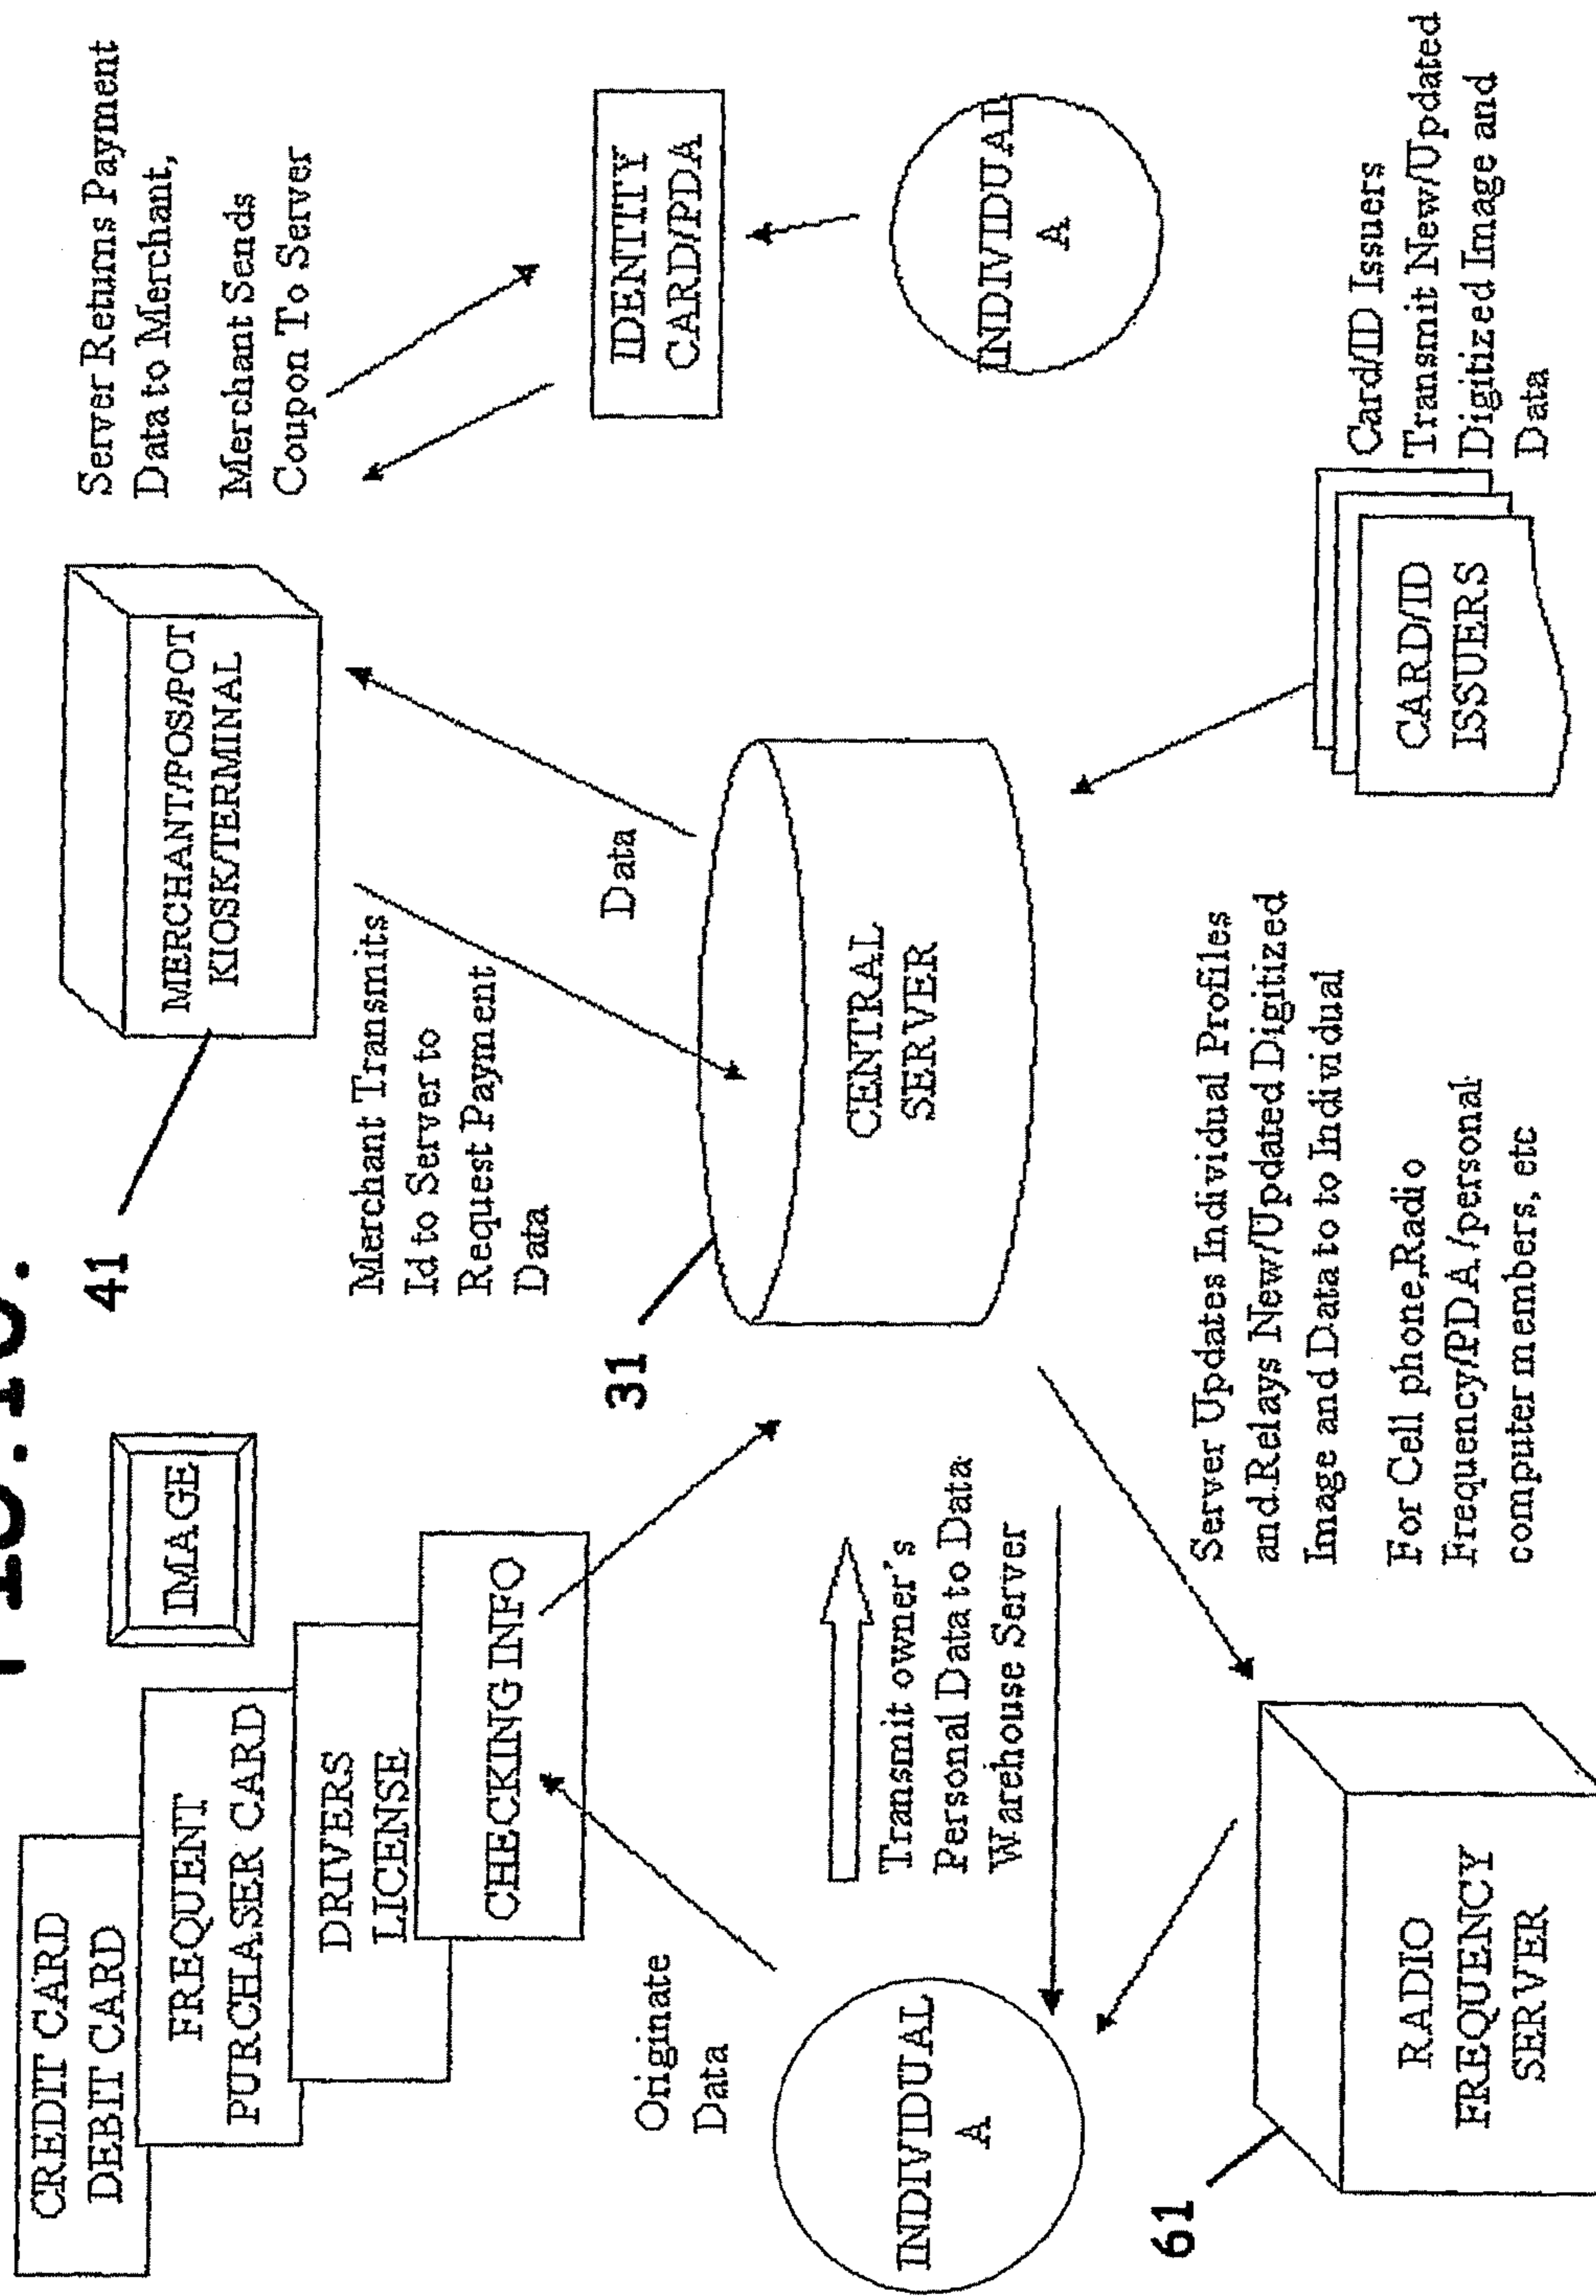 CREDIT CARD
DEBIT CARD
FREQUENT
PURCHASER CARD
DRIVERS
LICENSE
CHECKING INFO
IMAGE
41
MERCHANT/POS/POT
KIOSK/TERMINAL
Server Returns Payment
Data to Merchant,
Merchant Sends
Coupon To Server
Merchant Transmits
Id to Server to
Request Payment
Data
Data
IDENTITY
CARD/PDA
INDIVIDUAL
A
Originate
Data
31
CENTRAL
SERVER
INDIVIDUAL
A
Transmit owner's
Personal Data to Data
Warehouse Server
Server Updates Individual Profiles
and Relays New/Updated Digitized
Image and Data to to Individual
For Cell phone,Radio
Frequency/PDA/personal
computer members, etc
Card/ID Issuers
Transmit New/Updated
Digitized Image and
Data
CARD/ID
ISSUERS
61
RADIO
FREQUENCY
SERVER